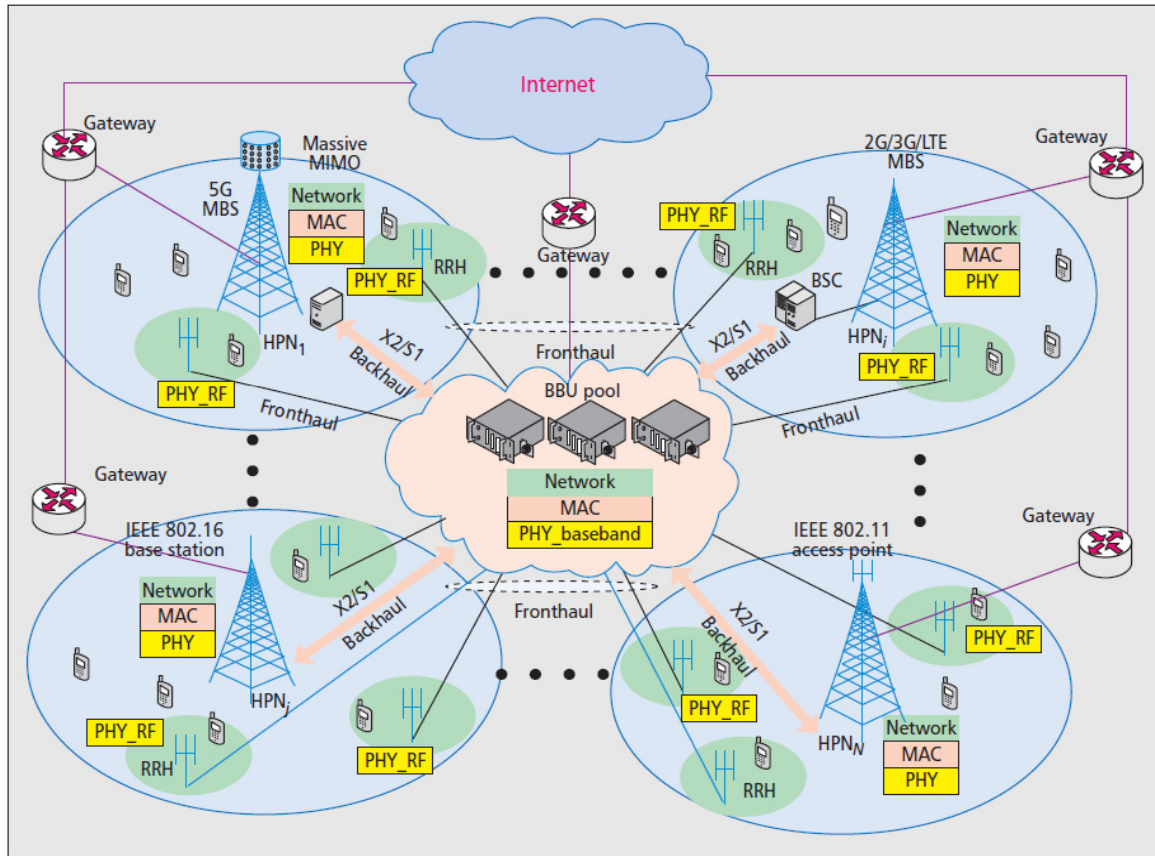 Internet
Gateway
Massive
MIMO
5G
MBS
Network
MAC
PHY
PHY_RF
RRH
HPN1
PHY_RF
X2/S1
Backhaul
Fronthaul
Gateway
Fronthaul
2G/3G/LTE
MBS
Gateway
PHY_RF
RRH
BSC
Network
MAC
PHY
HPNi
PHY_RF
X2/S1
Backhaul
Fronthaul
BBU pool
Network
MAC
PHY_baseband
Gateway
IEEE 802.16
base station
Network
MAC
PHY
HPNj
X2/S1
Backhaul
PHY_RF
RRH
PHY_RF
Fronthaul
IEEE 802.11
access point
Gateway
X2/S1
Backhaul
PHY_RF
PHY_RF
RRH
HPNN
Network
MAC
PHY